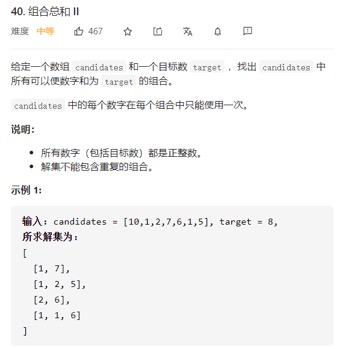 40. 组合总和 II
难度 中等 467
给定一个数组 candidates 和一个目标数 target ，找出 candidates 中
所有可以使数字和为 target 的组合。
candidates 中的每个数字在每个组合中只能使用一次。
说明：
• 所有数字（包括目标数）都是正整数。
• 解集不能包含重复的组合。
示例 1:
输入: candidates = [10,1,2,7,6,1,5], target = 8,
所求解集为:
[
[1, 7],
[1, 2, 5],
[2, 6],
[1, 1, 6]
]